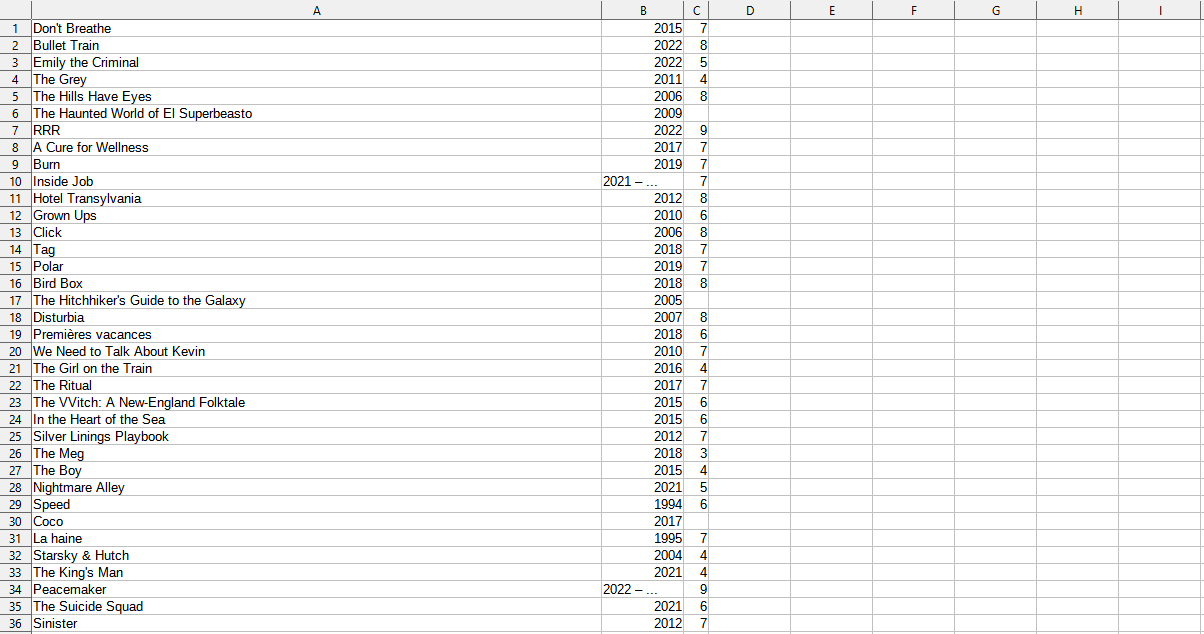 A B C D E F G H I
1 Don't Breathe 2015 7
2 Bullet Train 2022 8
3 Emily the Criminal 2022 5
4 The Grey 2011 4
5 The Hills Have Eyes 2006 8
6 The Haunted World of El Superbeasto 2009
7 RRR 2022 9
8 A Cure for Wellness 2017 7
9 Burn 2019 7
10 Inside Job 2021 – ... 7
11 Hotel Transylvania 2012 8
12 Grown Ups 2010 6
13 Click 2006 8
14 Tag 2018 7
15 Polar 2019 7
16 Bird Box 2018 8
17 The Hitchhiker's Guide to the Galaxy 2005
18 Disturbia 2007 8
19 Premières vacances 2018 6
20 We Need to Talk About Kevin 2010 7
21 The Girl on the Train 2016 4
22 The Ritual 2017 7
23 The VVitch: A New-England Folktale 2015 6
24 In the Heart of the Sea 2015 6
25 Silver Linings Playbook 2012 7
26 The Meg 2018 3
27 The Boy 2015 4
28 Nightmare Alley 2021 5
29 Speed 1994 6
30 Coco 2017
31 La haine 1995 7
32 Starsky & Hutch 2004 4
33 The King's Man 2021 4
34 Peacemaker 2022 – ... 9
35 The Suicide Squad 2021 6
36 Sinister 2012 7